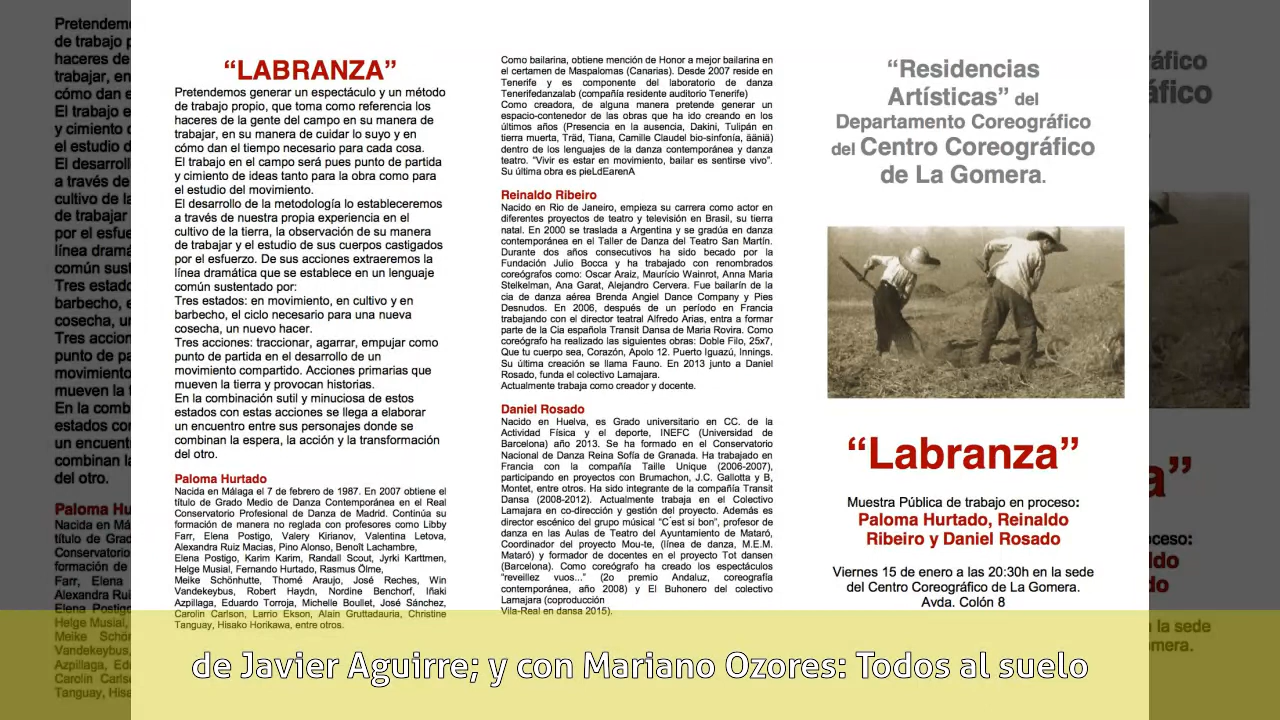 “LABRANZA”
Pretendemos generar un espectáculo y un método
de trabajo propio, que toma como referencia los
haceres de la gente del campo en su manera de
trabajar, en su manera de cuidar lo suyo y en
cómo dan el tiempo necesario para cada cosa.
El trabajo en el campo será pues punto de partida
y cimiento de ideas tanto para la obra como para
el estudio del movimiento.
El desarrollo de la metodología lo estableceremos
a través de nuestra propia experiencia en el
cultivo de la tierra, la observación de su manera
de trabajar y el estudio de sus cuerpos castigados
por el esfuerzo. De sus acciones extraeremos la
línea dramática que se establece en un lenguaje
común sustentado por:
Tres estados: en movimiento, en cultivo y en
barbecho, el ciclo necesario para una nueva
cosecha, un nuevo hacer.
Tres acciones: traccionar, agarrar, empujar como
punto de partida en el desarrollo de un
movimiento compartido. Acciones primarias que
mueven la tierra y provocan historias.
En la combinación sutil y minuciosa de estos
estados con estas acciones se llega a elaborar
un encuentro entre sus personajes donde se
combinan la espera, la acción y la transformación
del otro.
Paloma Hurtado
Nacida en Málaga el 7 de febrero de 1987. En 2007 obtiene el
título de Grado Medio de Danza Contemporánea en el Real
Conservatorio Profesional de Danza de Madrid. Continúa su
formación de manera no reglada con profesores como Libby
Farr, Elena Postigo, Valery Kirianov, Valentina Letova,
Alexandra Ruiz Macias, Pino Alonso, Benoît Lachambre,
Elena Postigo, Karim Karim, Randall Scout, Jyrki Karttmen,
Helge Musial, Fernando Hurtado, Rasmus Ölme,
Meike Schönhutte, Thomé Araujo, José Reches, Win
Vandekeybus, Robert Haydn, Nordine Benchorf, Iñaki
Azpillaga, Eduardo Torroja, Michelle Boullet, José Sánchez,
Carolin Carlson, Larrio Ekson, Alain Gruttadauria, Christine
Tanguay, Hisako Horikawa, entre otros.
Como bailarina, obtiene mención de Honor a mejor bailarina en
el certamen de Maspalomas (Canarias). Desde 2007 reside en
Tenerife y es componente del laboratorio de danza
Tenerifedanzalab (compañía residente auditorio Tenerife)
Como creadora, de alguna manera pretende generar un
espacio-contenedor de las obras que ha ido creando en los
últimos años (Presencia en la ausencia, Dakini, Tulipán en
tierra muerta, Träd, Tiana, Camille Claudel bio-sinfonía, ääniä)
dentro de los lenguajes de la danza contemporánea y danza
teatro. “Vivir es estar en movimiento, bailar es sentirse vivo”.
Su última obra es pieLdEarenA
Reinaldo Ribeiro
Nacido en Rio de Janeiro, empieza su carrera como actor en
diferentes proyectos de teatro y televisión en Brasil, su tierra
natal. En 2000 se traslada a Argentina y se gradúa en danza
contemporánea en el Taller de Danza del Teatro San Martín.
Durante dos años consecutivos ha sido becado por la
Fundación Julio Bocca y ha trabajado con renombrados
coreógrafos como: Oscar Araiz, Maurício Wainrot, Anna Maria
Stelkelman, Ana Garat, Alejandro Cervera. Fue bailarín de la
cia de danza aérea Brenda Angiel Dance Company y Pies
Desnudos. En 2006, después de un período en Francia
trabajando con el director teatral Alfredo Arias, entra a formar
parte de la Cia española Transit Dansa de Maria Rovira. Como
coreógrafo ha realizado las siguientes obras: Doble Filo, 25x7,
Que tu cuerpo sea, Corazón, Apolo 12. Puerto Iguazú, Innings.
Su última creación se llama Fauno. En 2013 junto a Daniel
Rosado, funda el colectivo Lamajara.
Actualmente trabaja como creador y docente.
Daniel Rosado
Nacido en Huelva, es Grado universitario en CC. de la
Actividad Física y el deporte, INEFC (Universidad de
Barcelona) año 2013. Se ha formado en el Conservatorio
Nacional de Danza Reina Sofía de Granada. Ha trabajado en
Francia con la compañía Taille Unique (2006-2007),
participando en proyectos con Brumachon, J.C. Gallotta y B,
Montet, entre otros. Ha sido integrante de la compañía Transit
Dansa (2008-2012). Actualmente trabaja en el Colectivo
Lamajara en co-dirección y gestión del proyecto. Además es
director escénico del grupo músical “C´est si bon”, profesor de
danza en las Aulas de Teatro del Ayuntamiento de Mataró,
Coordinador del proyecto Mou-te, (línea de danza, M.E.M.
Mataró) y formador de docentes en el proyecto Tot dansen
(Barcelona). Como coreógrafo ha creado los espectáculos
“reveillez vous...” (2o premio Andaluz, coreografía
contemporánea, año 2008) y El Buhonero del colectivo
Lamajara (coproducción
Vila-Real en dansa 2015).
“Residencias
Artísticas” del
Departamento Coreográfico
del Centro Coreográfico
de La Gomera.
“Labranza”
Muestra Pública de trabajo en proceso:
Paloma Hurtado, Reinaldo
Ribeiro y Daniel Rosado
Viernes 15 de enero a las 20:30h en la sede
del Centro Coreográfico de La Gomera.
Avda. Colón 8
de Javier Aguirre; y con Mariano Ozores: Todos al suelo